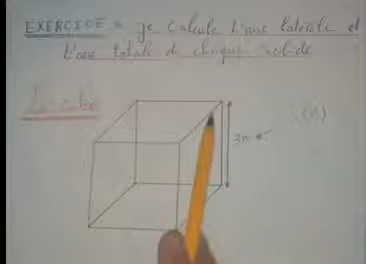 EXERCICE = je calcule l'aire latérale et
l'aire totale de chaque solide
Le cube
3m